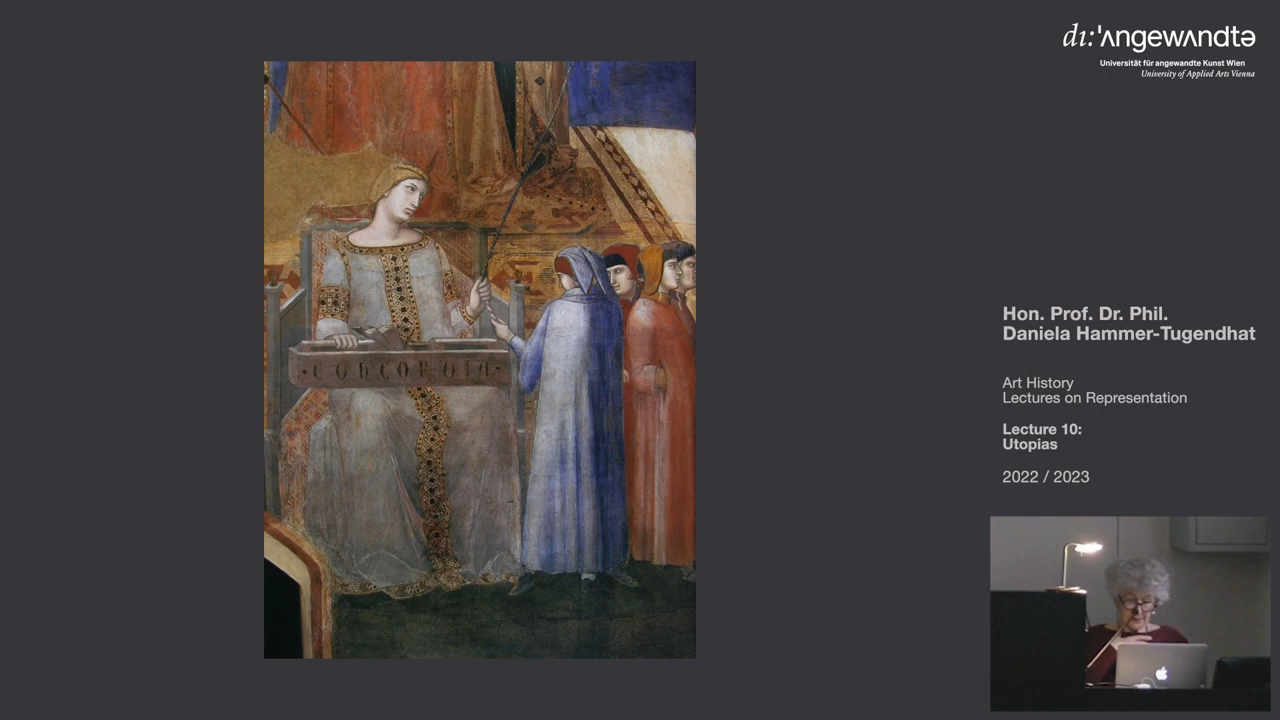 dı:'ʌngewʌndtə
Universität für angewandte Kunst Wien
University of Applied Arts Vienna
Hon. Prof. Dr. Phil.
Daniela Hammer-Tugendhat
Art History
Lectures on Representation
Lecture 10:
Utopias
2022 / 2023
·CONCORDIA·